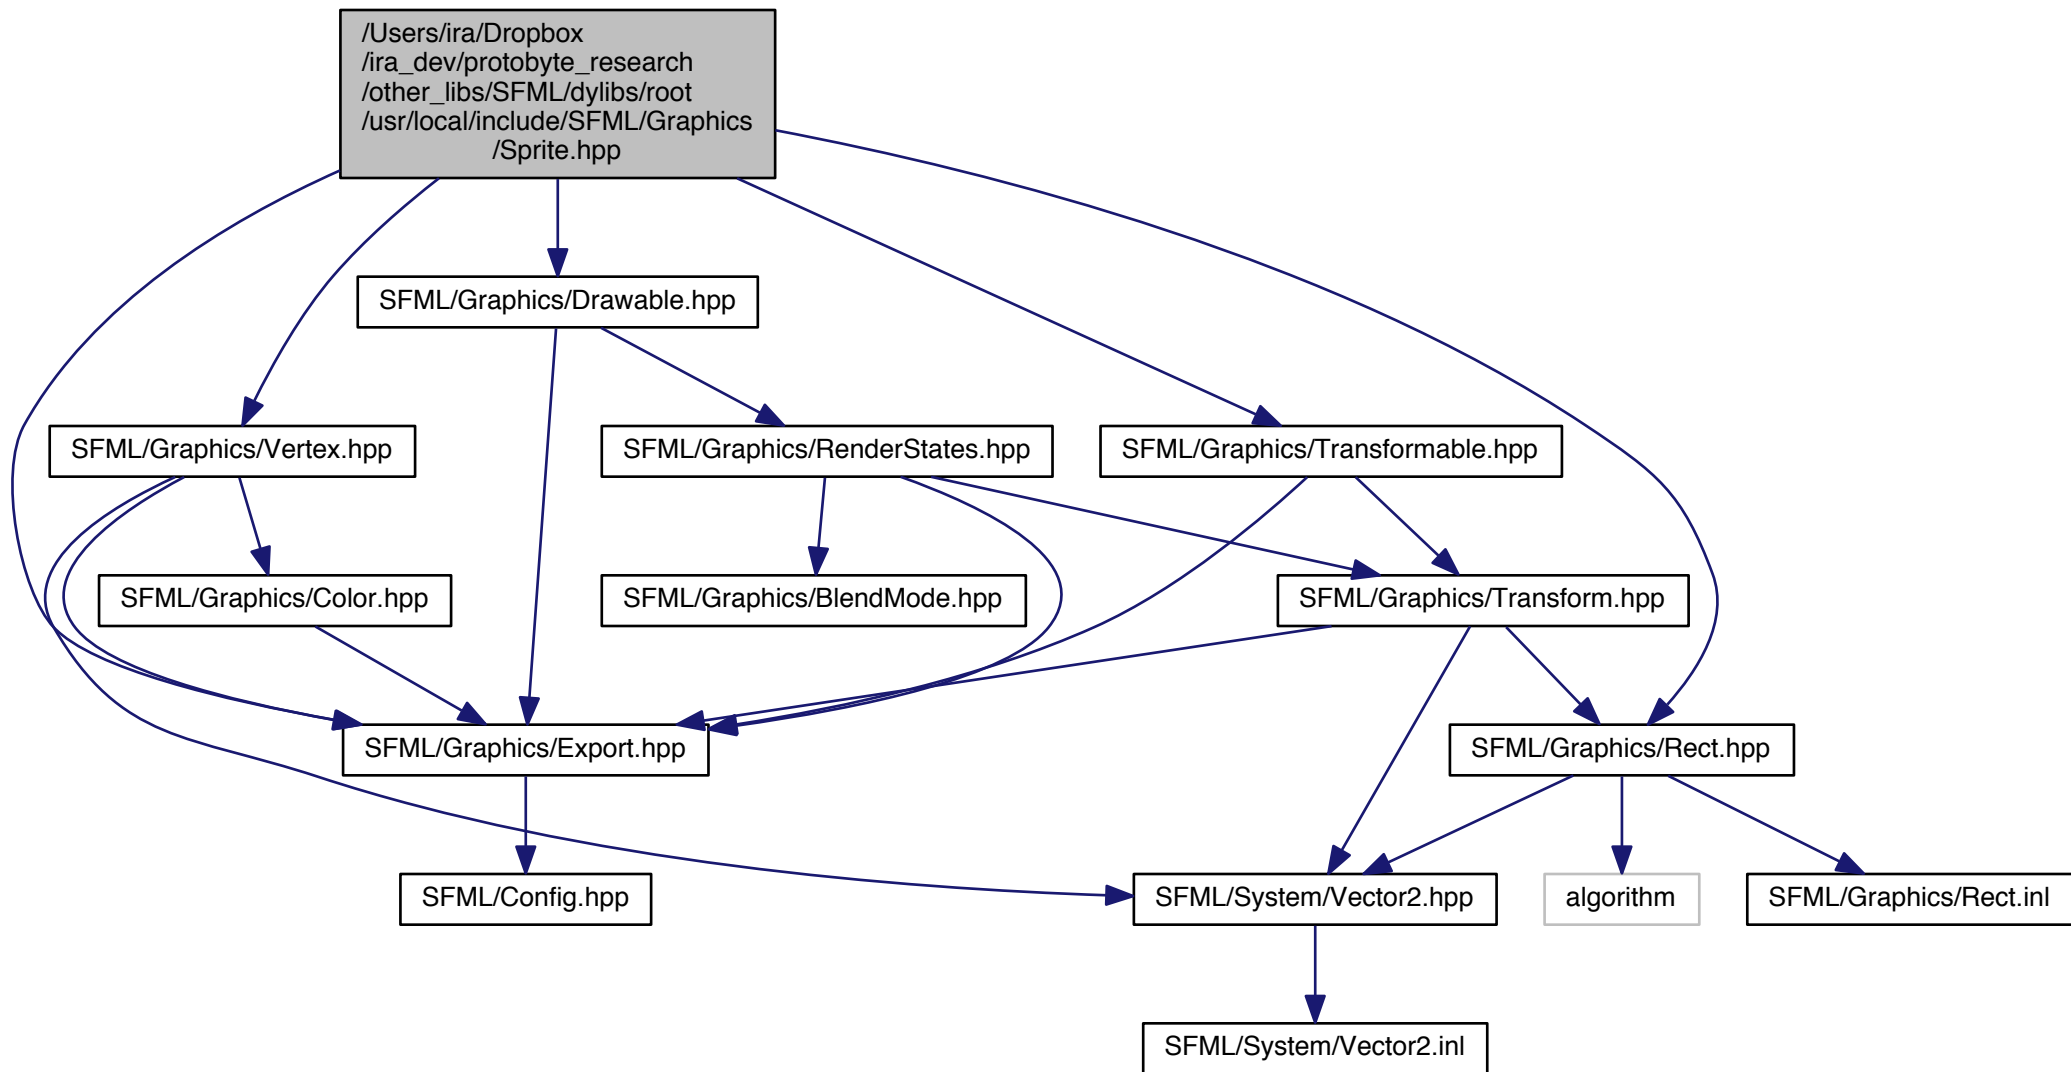 /Users/ira/Dropbox
/ira_dev/protobyte_research
/other_libs/SFML/dylibs/root
/usr/local/include/SFML/Graphics
/Sprite.hpp
SFML/Graphics/Drawable.hpp
SFML/Graphics/Vertex.hpp
SFML/Graphics/RenderStates.hpp
SFML/Graphics/Transformable.hpp
SFML/Graphics/Color.hpp
SFML/Graphics/BlendMode.hpp
SFML/Graphics/Transform.hpp
SFML/Graphics/Export.hpp
SFML/Graphics/Rect.hpp
SFML/Config.hpp
SFML/System/Vector2.hpp
algorithm
SFML/Graphics/Rect.inl
SFML/System/Vector2.inl